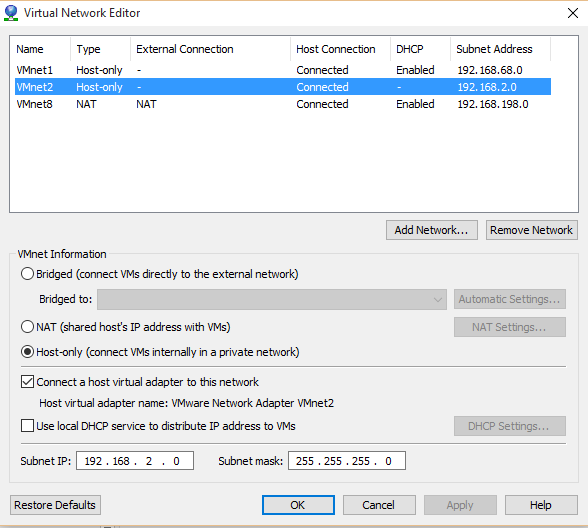 Virtual Network Editor
Name Type External Connection Host Connection DHCP Subnet Address
VMnet1 Host-only - Connected Enabled 192.168.68.0
VMnet2 Host-only - Connected - 192.168.2.0
VMnet8 NAT NAT Connected Enabled 192.168.198.0
Add Network... Remove Network
VMnet Information
Bridged (connect VMs directly to the external network)
Bridged to: Automatic Settings...
NAT (shared host's IP address with VMs) NAT Settings...
Host-only (connect VMs internally in a private network)
Connect a host virtual adapter to this network
Host virtual adapter name: VMware Network Adapter VMnet2
Use local DHCP service to distribute IP address to VMs DHCP Settings...
Subnet IP: 192 . 168 . 2 . 0 Subnet mask: 255 . 255 . 255 . 0
Restore Defaults OK Cancel Apply Help